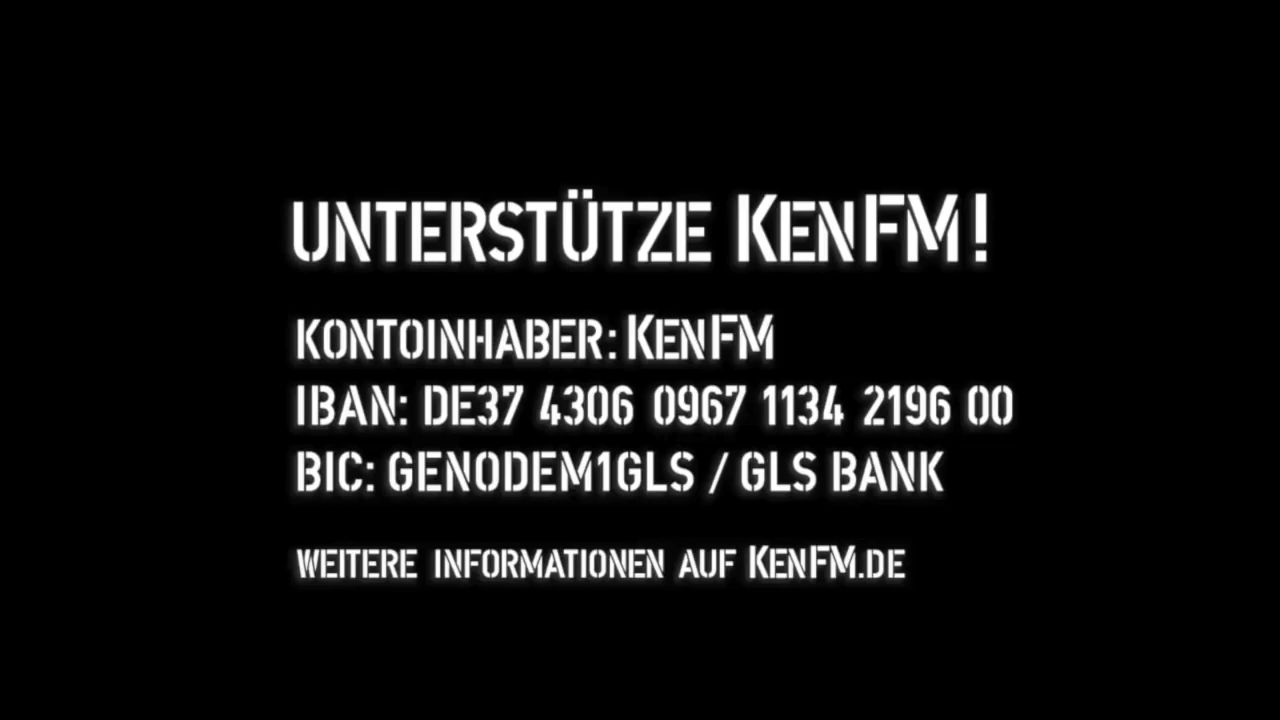 UNTERSTÜTZE KENFM!
KONTOINHABER: KENFM
IBAN: DE37 4306 0967 1134 2196 00
BIC: GENODEM1GLS / GLS BANK
WEITERE INFORMATIONEN AUF KENFM.DE